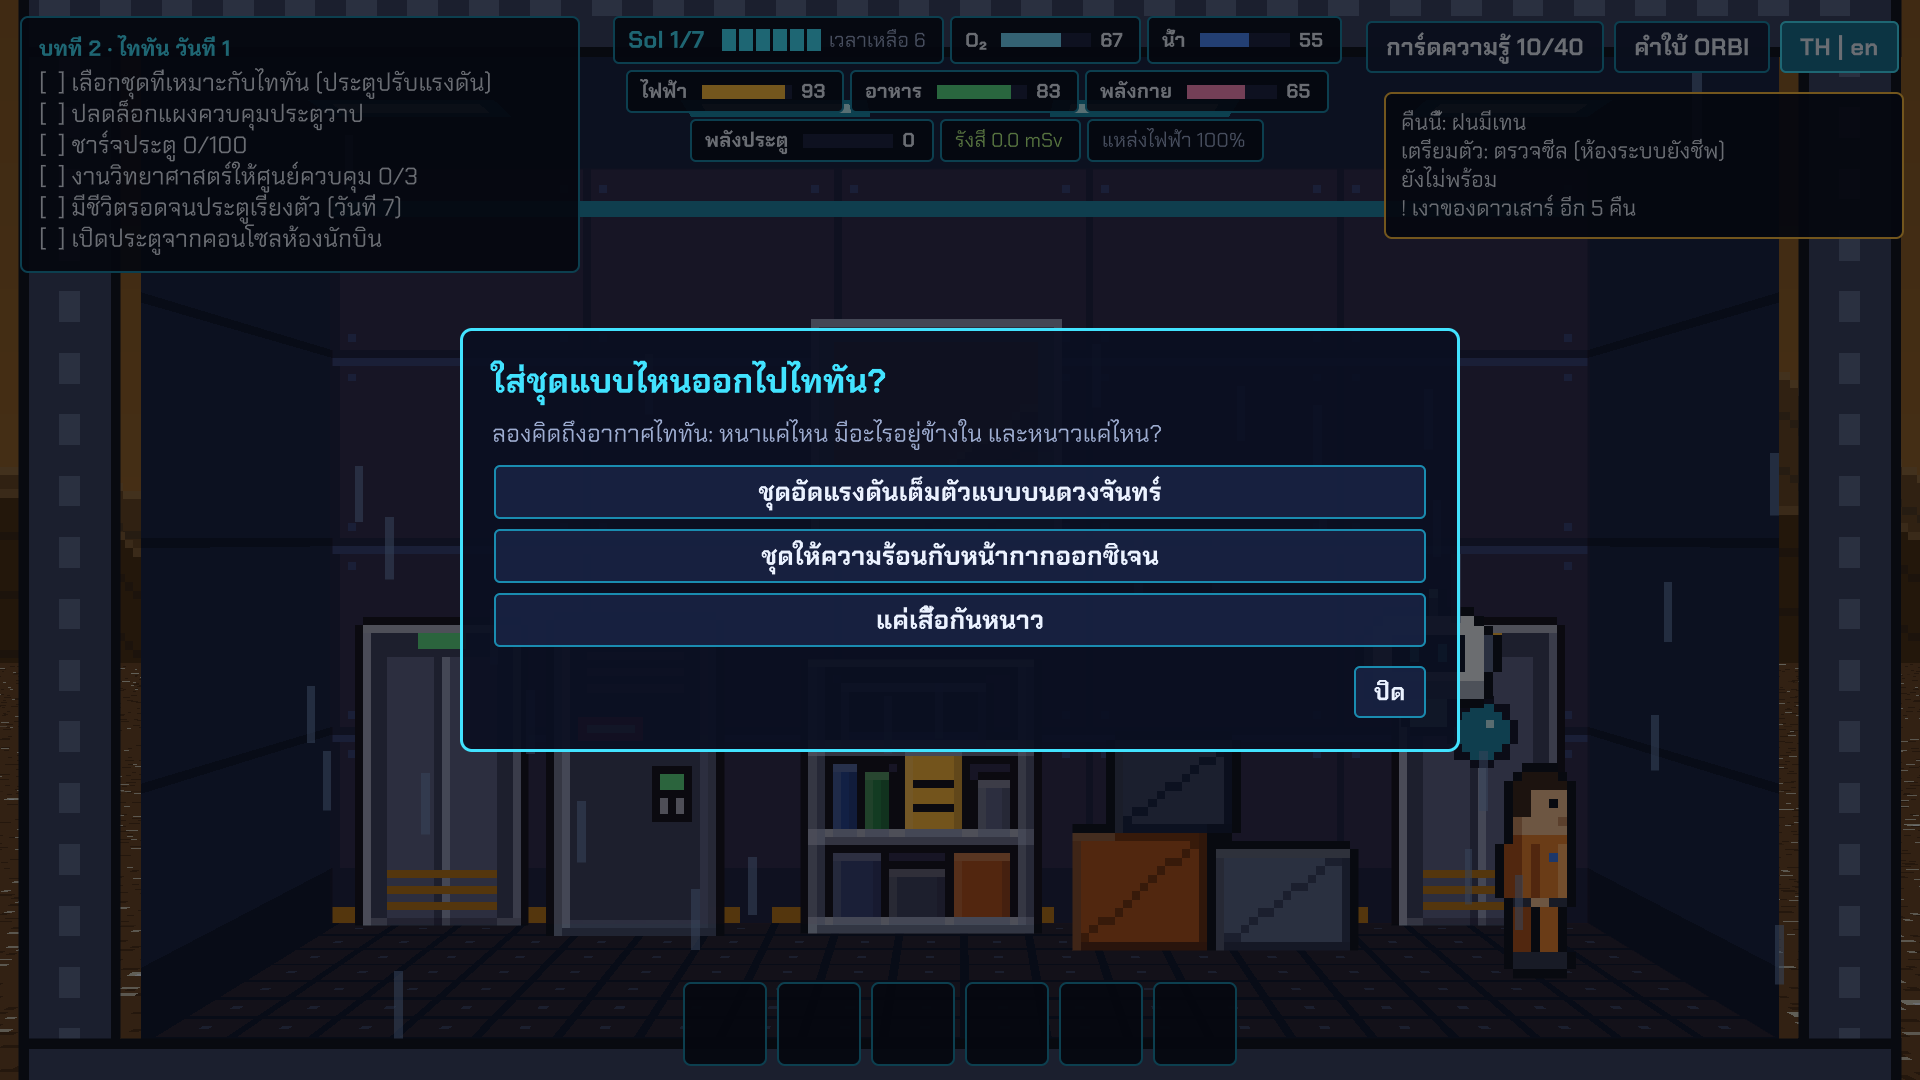 บทที่ 2 · ไททัน วันที่ 1
[ ] เลือกชุดที่เหมาะกับไททัน (ประตูปรับแรงดัน)
[ ] ปลดล็อกแผงควบคุมประตูวาป
[ ] ชาร์จประตู 0/100
[ ] งานวิทยาศาสตร์ให้ศูนย์ควบคุม 0/3
[ ] มีชีวิตรอดจนประตูเรียงตัว (วันที่ 7)
[ ] เปิดประตูจากคอนโซลห้องนักบิน
Sol 1/7 เวลาเหลือ 6
O₂ 67
น้ำ 55
ไฟฟ้า 93
อาหาร 83
พลังกาย 65
พลังประตู 0
รังสี 0.0 mSv
แหล่งไฟฟ้า 100%
การ์ดความรู้ 10/40
คำใบ้ ORBI
TH | en
คืนนี้: ฝนมีเทน
เตรียมตัว: ตรวจซีล (ห้องระบบยังชีพ)
ยังไม่พร้อม
! เงาของดาวเสาร์ อีก 5 คืน
ใส่ชุดแบบไหนออกไปไททัน?
ลองคิดถึงอากาศไททัน: หนาแค่ไหน มีอะไรอยู่ข้างใน และหนาวแค่ไหน?
ชุดอัดแรงดันเต็มตัวแบบบนดวงจันทร์
ชุดให้ความร้อนกับหน้ากากออกซิเจน
แค่เสื้อกันหนาว
ปิด